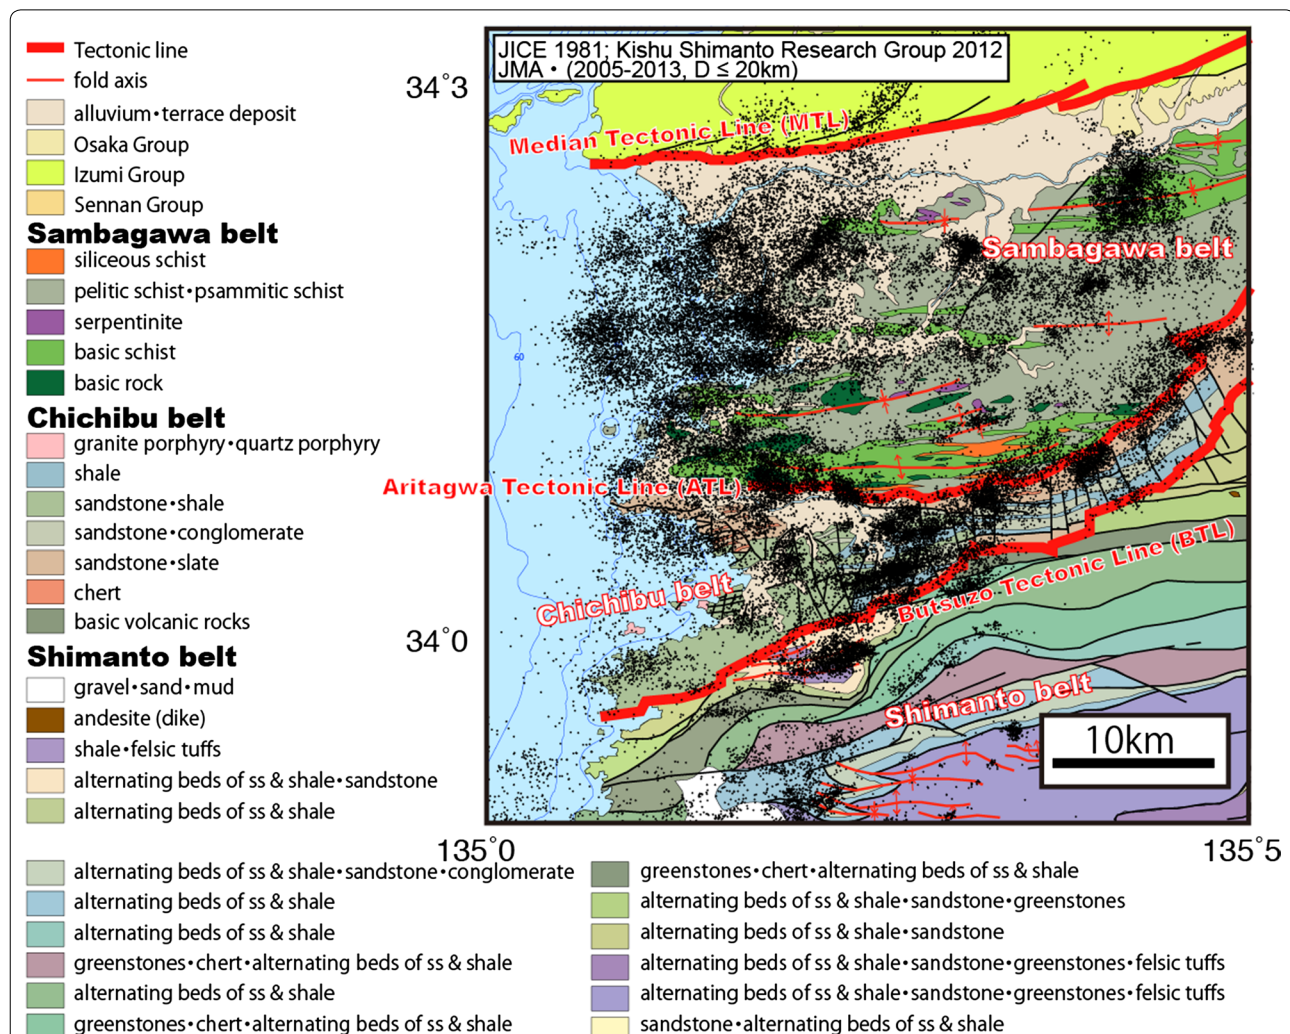 Tectonic line
fold axis
alluvium•terrace deposit
Osaka Group
Izumi Group
Sennan Group
Sambagawa belt
siliceous schist
pelitic schist•psammitic schist
serpentinite
basic schist
basic rock
Chichibu belt
granite porphyry•quartz porphyry
shale
sandstone•shale
sandstone•conglomerate
sandstone•slate
chert
basic volcanic rocks
Shimanto belt
gravel•sand•mud
andesite (dike)
shale•felsic tuffs
alternating beds of ss & shale•sandstone
alternating beds of ss & shale
JICE 1981; Kishu Shimanto Research Group 2012
JMA • (2005-2013, D ≤ 20km)
34°3
Median Tectonic Line (MTL)
Sambagawa belt
60
Aritagwa Tectonic Line (ATL)
Butsuzo Tectonic Line (BTL)
Chichibu belt
34°0
Shimanto belt
10km
135°0
135°5
alternating beds of ss & shale•sandstone•conglomerate
alternating beds of ss & shale
alternating beds of ss & shale
greenstones•chert•alternating beds of ss & shale
alternating beds of ss & shale
greenstones•chert•alternating beds of ss & shale
greenstones•chert•alternating beds of ss & shale
alternating beds of ss & shale•sandstone•greenstones
alternating beds of ss & shale•sandstone
alternating beds of ss & shale•sandstone•greenstones•felsic tuffs
alternating beds of ss & shale•sandstone•greenstones•felsic tuffs
sandstone•alternating beds of ss & shale